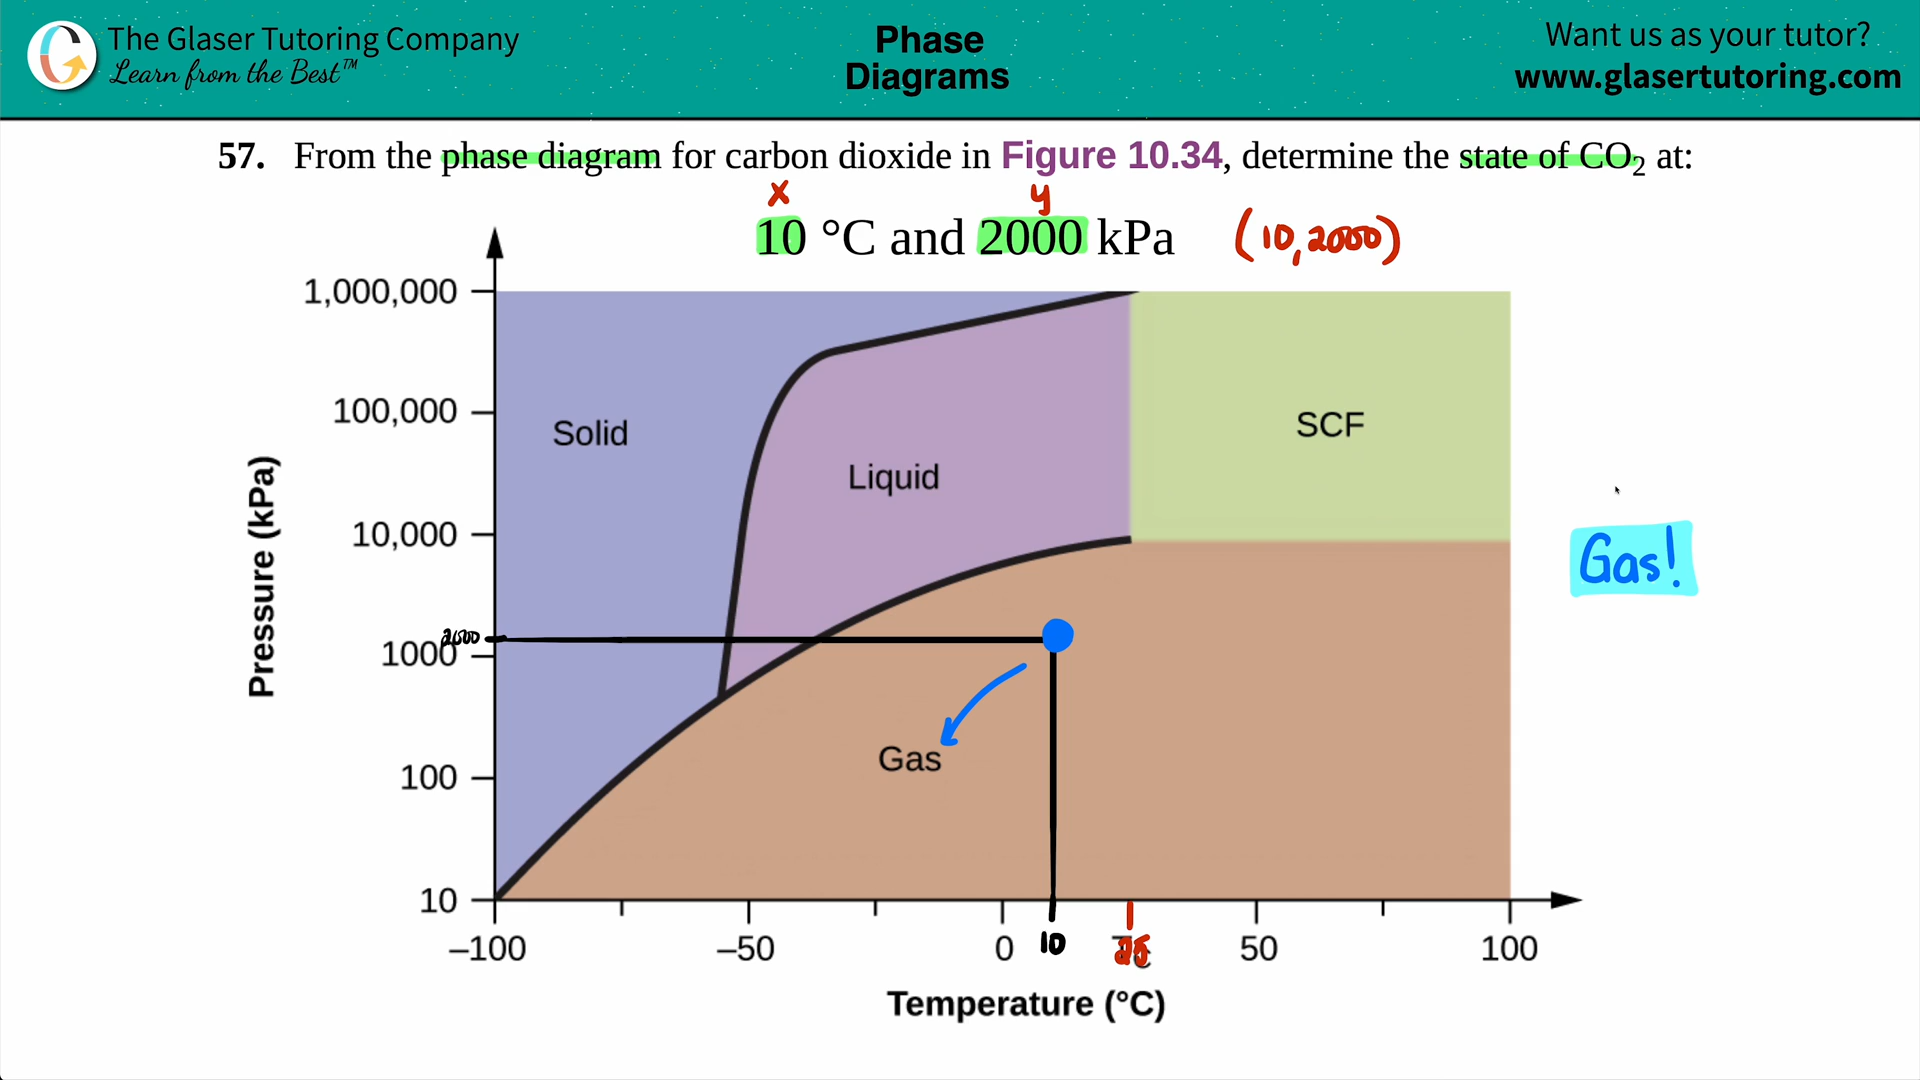 The Glaser Tutoring Company
Learn from the Best™
Phase
Diagrams
Want us as your tutor?
www.glasertutoring.com
57. From the phase diagram for carbon dioxide in Figure 10.34, determine the state of CO₂ at:
x
y
10 °C and 2000 kPa
(10,2000)
1,000,000
100,000
10,000
2000
1000
100
10
Pressure (kPa)
Solid
Liquid
SCF
Gas
Gas!
–100
–50
0
10
25
50
100
Temperature (°C)